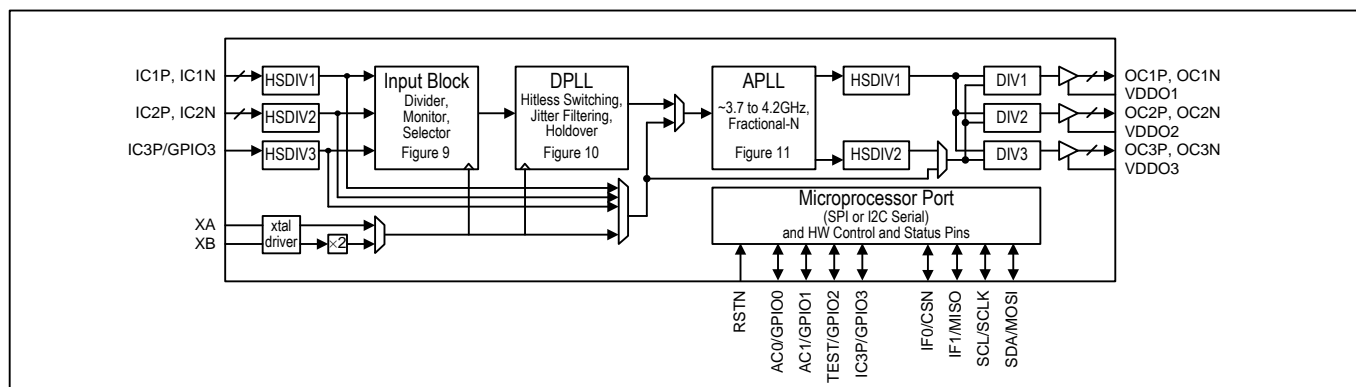 IC1P, IC1N
IC2P, IC2N
IC3P/GPIO3
XA
XB
HSDIV1
HSDIV2
HSDIV3
xtal
driver
×2
Input Block
Divider,
Monitor,
Selector
Figure 9
DPLL
Hitless Switching,
Jitter Filtering,
Holdover
Figure 10
APLL
~3.7 to 4.2GHz,
Fractional-N
Figure 11
HSDIV1
HSDIV2
DIV1
DIV2
DIV3
OC1P, OC1N
VDDO1
OC2P, OC2N
VDDO2
OC3P, OC3N
VDDO3
Microprocessor Port
(SPI or I2C Serial)
and HW Control and Status Pins
RSTN
AC0/GPIO0
AC1/GPIO1
TEST/GPIO2
IC3P/GPIO3
IF0/CSN
IF1/MISO
SCL/SCLK
SDA/MOSI